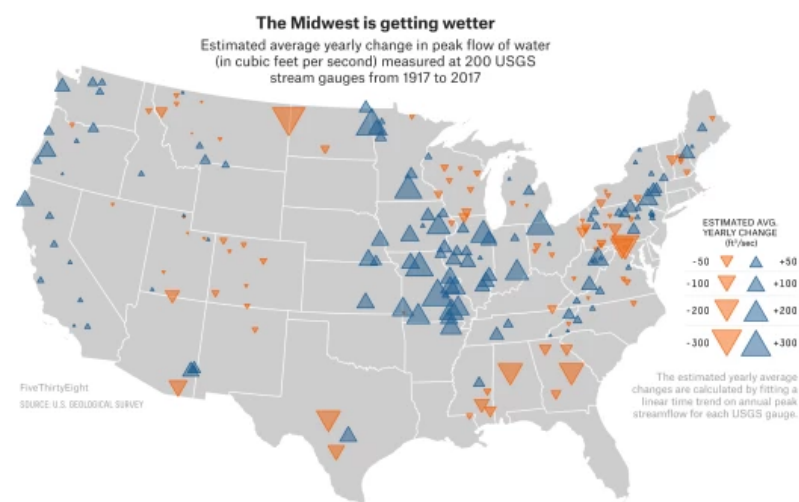 The Midwest is getting wetter
Estimated average yearly change in peak flow of water
(in cubic feet per second) measured at 200 USGS
stream gauges from 1917 to 2017
ESTIMATED AVG.
YEARLY CHANGE
(ft³/sec)
-50 +50
-100 +100
-200 +200
-300 +300
The estimated yearly average
changes are calculated by fitting a
linear time trend on annual peak
streamflow for each USGS gauge.
FiveThirtyEight
SOURCE: U.S. GEOLOGICAL SURVEY